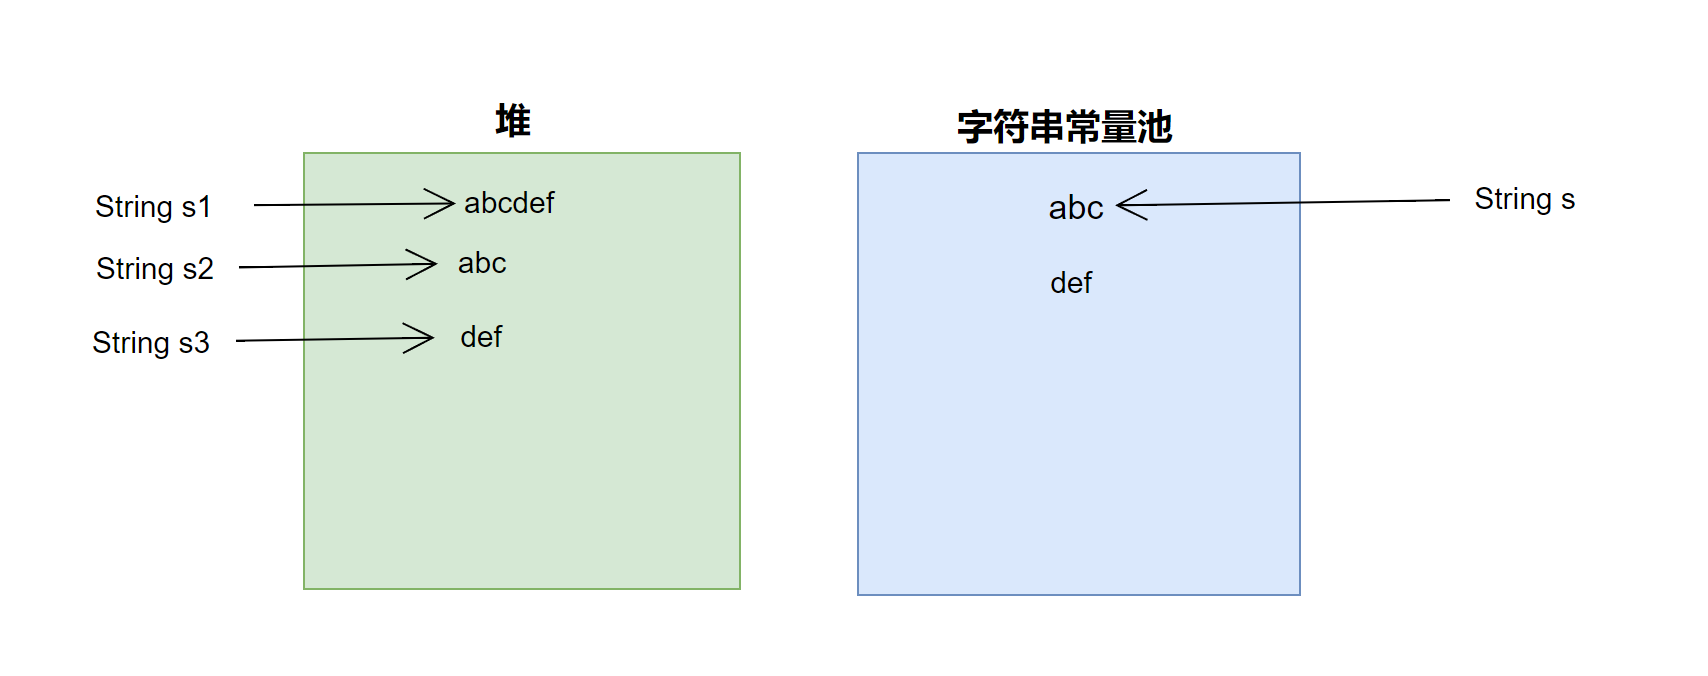 堆
字符串常量池
String s1
abcdef
abc
String s
String s2
abc
def
String s3
def